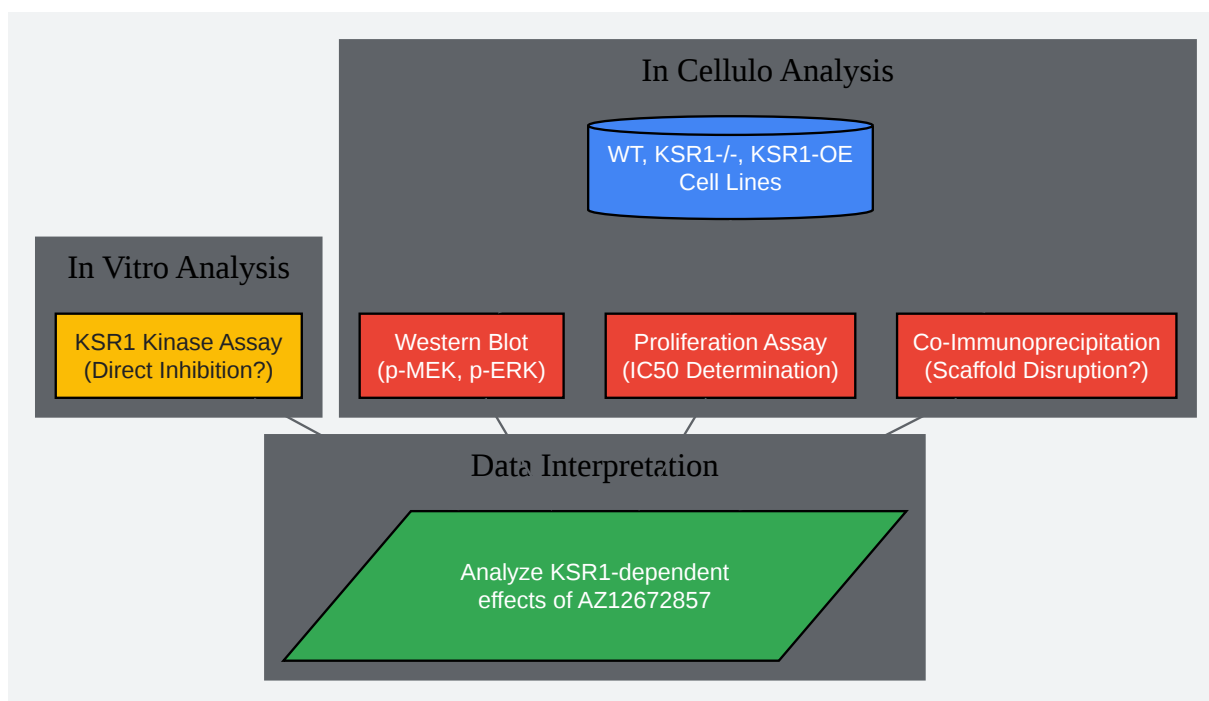 In Cellulo Analysis
WT, KSR1-/-, KSR1-OE
Cell Lines
In Vitro Analysis
KSR1 Kinase Assay
(Direct Inhibition?)
Western Blot
(p-MEK, p-ERK)
Proliferation Assay
(IC50 Determination)
Co-Immunoprecipitation
(Scaffold Disruption?)
Data Interpretation
Analyze KSR1-dependent
effects of AZ12672857